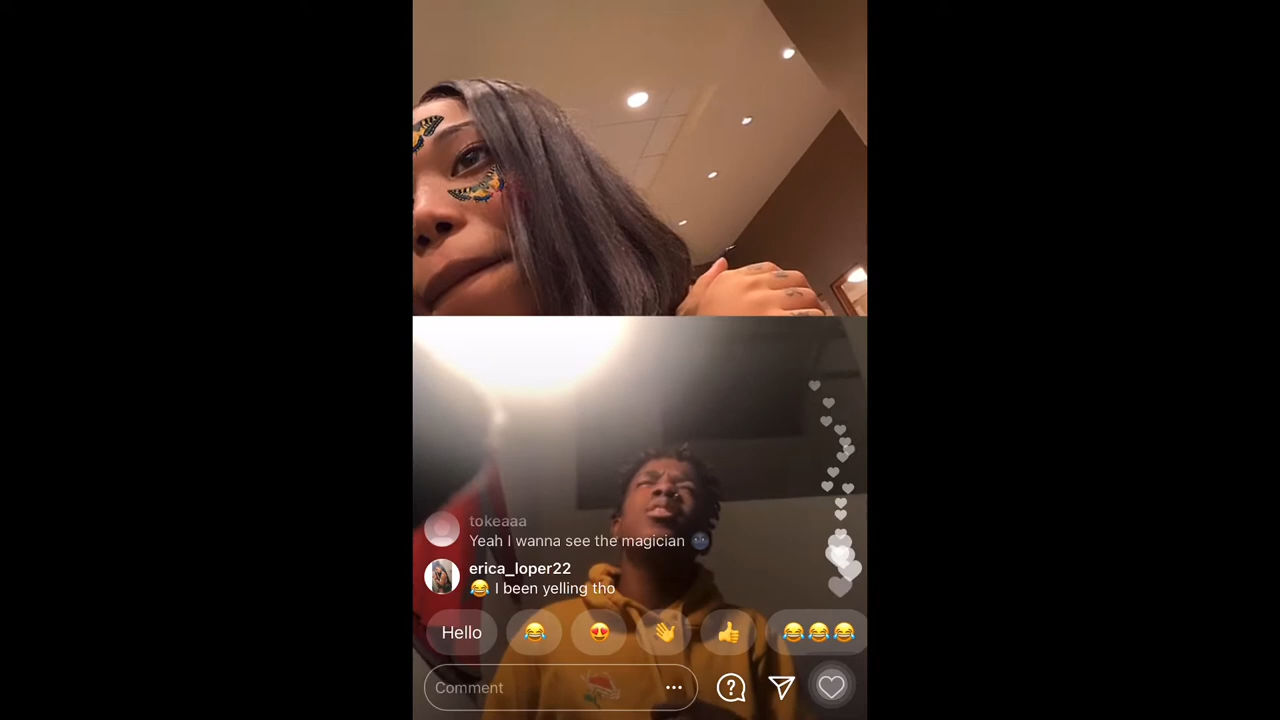 tokeaaa
Yeah I wanna see the magician 🌚
erica_loper22
😂 I been yelling tho
Hello 😂 😍 👋 👍 😂😂😂
Comment